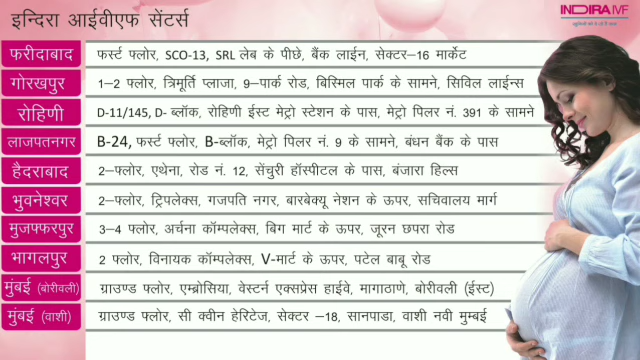 इन्दिरा आईवीएफ सेंटर्स
INDIRA IVF
फरीदाबाद फर्स्ट फ्लोर, SCO-13, SRL लेब के पीछे, बैंक लाईन, सेक्टर–16 मार्केट
गोरखपुर 1–2 फ्लोर, त्रिमूर्ति प्लाजा, 9–पार्क रोड, बिस्मिल पार्क के सामने, सिविल लाईन्स
रोहिणी D-11/145, D- ब्लॉक, रोहिणी ईस्ट मेट्रो स्टेशन के पास, मेट्रो पिलर नं. 391 के सामने
लाजपतनगर B-24, फर्स्ट फ्लोर, B-ब्लॉक, मेट्रो पिलर नं. 9 के सामने, बंधन बैंक के पास
हैदराबाद 2–फ्लोर, एथेना, रोड नं. 12, सेंचुरी हॉस्पीटल के पास, बंजारा हिल्स
भुवनेश्वर 2–फ्लोर, ट्रिपलेक्स, गजपति नगर, बारबेक्यू नेशन के ऊपर, सचिवालय मार्ग
मुजफ्फरपुर 3–4 फ्लोर, अर्चना कॉम्पलेक्स, बिग मार्ट के ऊपर, जूरन छपरा रोड
भागलपुर 2 फ्लोर, विनायक कॉम्पलेक्स, V-मार्ट के ऊपर, पटेल बाबू रोड
मुंबई (बोरीवली) ग्राउण्ड फ्लोर, एम्ब्रोसिया, वेस्टर्न एक्सप्रेस हाईवे, मागाठाणे, बोरीवली (ईस्ट)
मुंबई (वाशी) ग्राउण्ड फ्लोर, सी क्वीन हेरिटेज, सेक्टर –18, सानपाडा, वाशी नवी मुम्बई